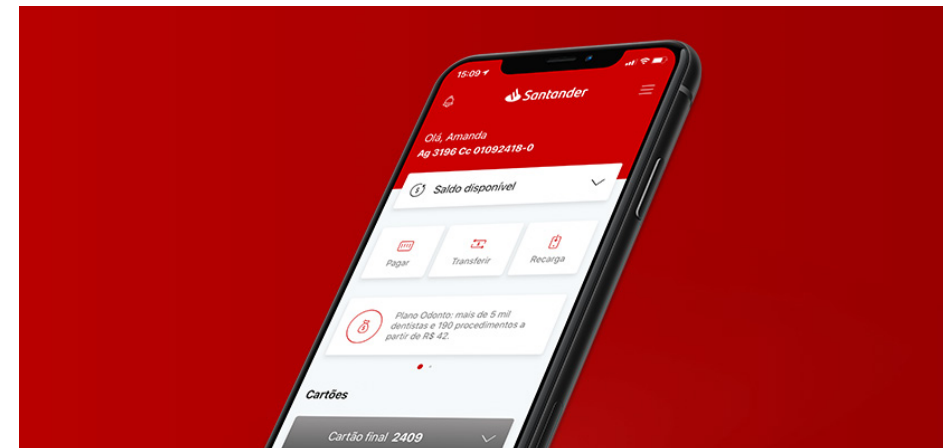 15:09
Santander
Olá, Amanda
Ag 3196 Cc 01092418-0
Saldo disponível
Pagar
Transferir
Recarga
Plano Odonto: mais de 5 mil
dentistas e 190 procedimentos a
partir de R$ 42.
Cartões
Cartão final 2409